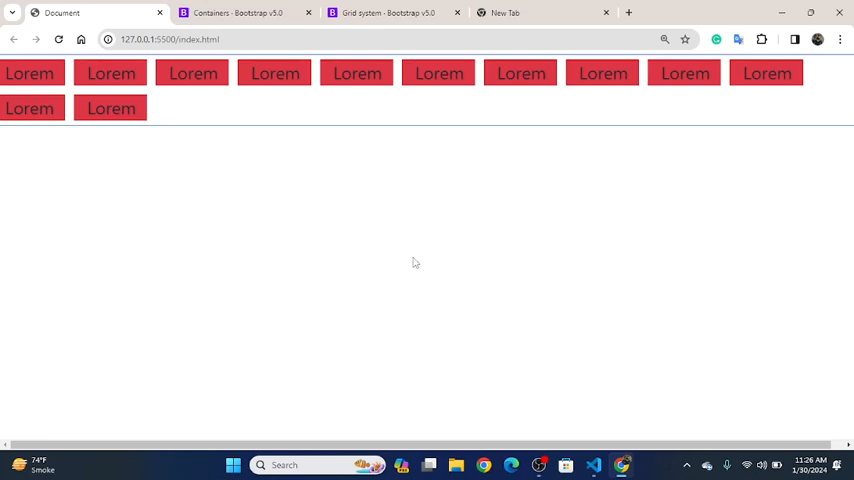 Document
Containers · Bootstrap v5.0
Grid system · Bootstrap v5.0
New Tab
127.0.0.1:5500/index.html
Lorem Lorem Lorem Lorem Lorem Lorem Lorem Lorem Lorem Lorem
Lorem Lorem
74°F
Smoke
Search
11:26 AM
1/30/2024